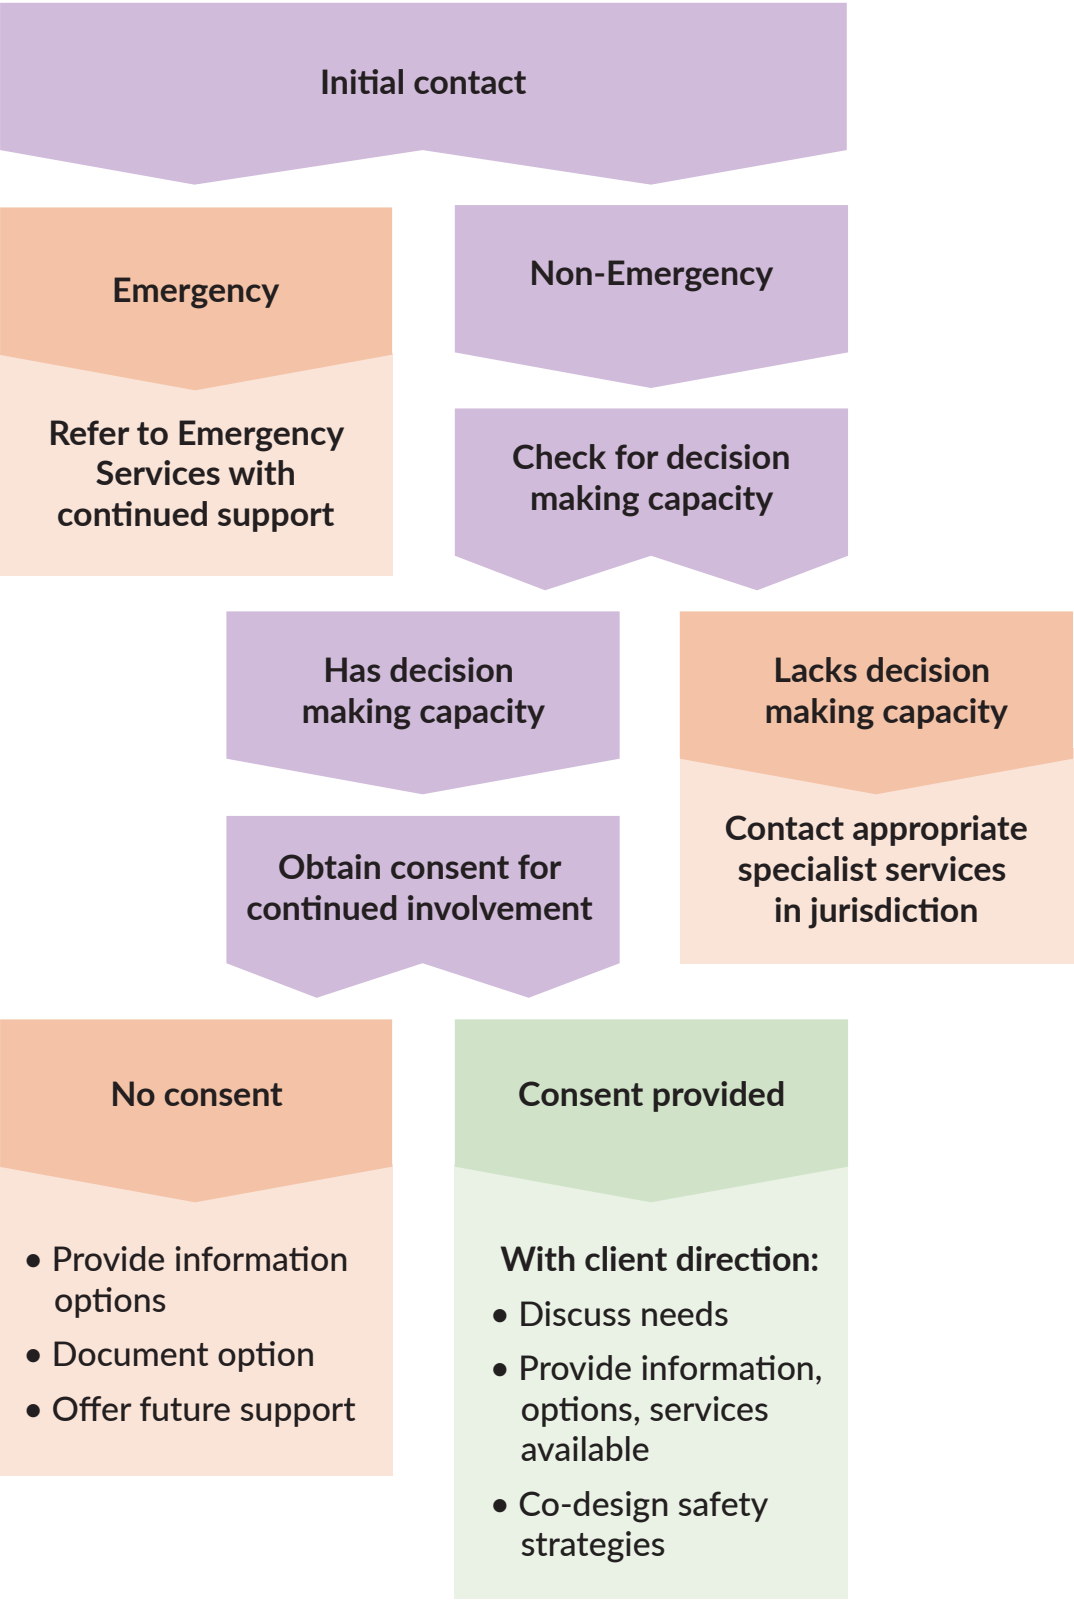 Initial contact
Emergency
Refer to Emergency
Services with
continued support
Non-Emergency
Check for decision
making capacity
Has decision
making capacity
Lacks decision
making capacity
Contact appropriate
specialist services
in jurisdiction
Obtain consent for
continued involvement
No consent
• Provide information
options
• Document option
• Offer future support
Consent provided
With client direction:
• Discuss needs
• Provide information,
options, services
available
• Co-design safety
strategies